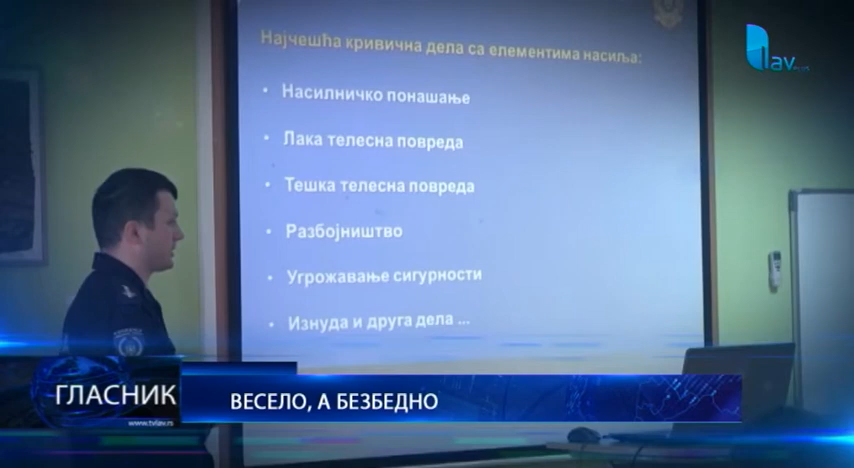 lav
Најчешћа кривична дела са елементима насиља:
• Насилничко понашање
• Лака телесна повреда
• Тешка телесна повреда
• Разбојништво
• Угрожавање сигурности
• Изнуда и друга дела ...
ГЛАСНИК
www.tvlav.rs
ВЕСЕЛО, А БЕЗБЕДНО